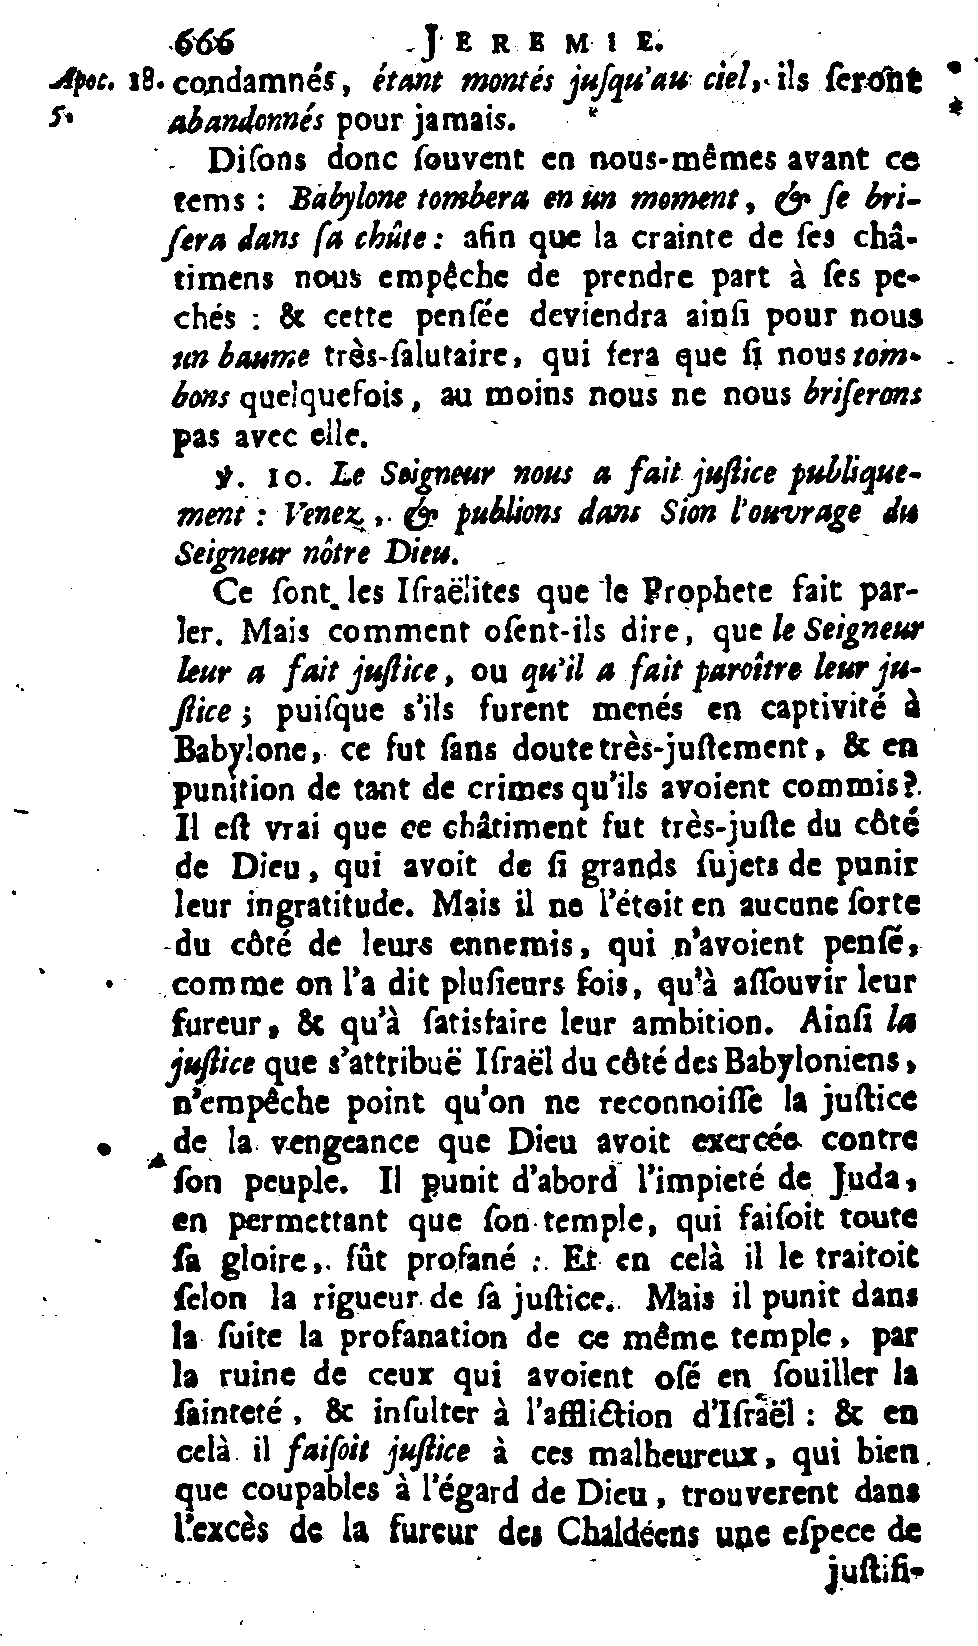 666 JEREMIE.
Apoc. 18. condamnés, étant montés juſqu'au ciel, ils ſeront
5. abandonnés pour jamais.
Diſons donc ſouvent en nous-mêmes avant ce
tems : Babylone tombera en un moment, & ſe bri-
ſera dans ſa chûte : afin que la crainte de ſes châ-
timens nous empêche de prendre part à ſes pe-
chés : & cette penſée deviendra ainſi pour nous
un baume très-ſalutaire, qui fera que ſi nous tom-
bons quelquefois, au moins nous ne nous briſerons
pas avec elle.
℣. 10. Le Seigneur nous a fait juſtice publique-
ment : Venez, & publions dans Sion l'ouvrage du
Seigneur nôtre Dieu.
Ce ſont les Iſraëlites que le Prophete fait par-
ler. Mais comment oſent-ils dire, que le Seigneur
leur a fait juſtice, ou qu'il a fait paroître leur ju-
ſtice ; puiſque s'ils furent menés en captivité à
Babylone, ce fut ſans doute très-juſtement, & en
punition de tant de crimes qu'ils avoient commis ?
Il eſt vrai que ce châtiment fut très-juſte du côté
de Dieu, qui avoit de ſi grands ſujets de punir
leur ingratitude. Mais il ne l'étoit en aucune ſorte
du côté de leurs ennemis, qui n'avoient penſé,
comme on l'a dit pluſieurs fois, qu'à aſſouvir leur
fureur, & qu'à ſatisfaire leur ambition. Ainſi la
juſtice que s'attribuë Iſraël du côté des Babyloniens,
n'empêche point qu'on ne reconnoiſſe la juſtice
de la vengeance que Dieu avoit exercée contre
ſon peuple. Il punit d'abord l'impieté de Juda,
en permettant que ſon temple, qui faiſoit toute
ſa gloire, fût profané : Et en celà il le traitoit
ſelon la rigueur de ſa juſtice. Mais il punit dans
la ſuite la profanation de ce même temple, par
la ruine de ceux qui avoient oſé en ſouiller la
ſainteté, & inſulter à l'affliction d'Iſraël : & en
celà il faiſoit juſtice à ces malheureux, qui bien
que coupables à l'égard de Dieu, trouverent dans
l'excès de la fureur des Chaldéens une eſpece de
juſtifi-